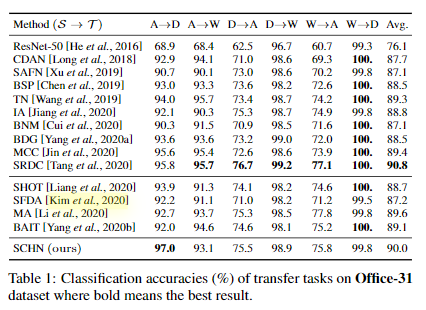 Method (S → T) A→D A→W D→A D→W W→A W→D Avg.
ResNet-50 [He et al., 2016] 68.9 68.4 62.5 96.7 60.7 99.3 76.1
CDAN [Long et al., 2018] 92.9 94.1 71.0 98.6 69.3 100. 87.7
SAFN [Xu et al., 2019] 90.7 90.1 73.0 98.6 70.2 99.8 87.1
BSP [Chen et al., 2019] 93.0 93.3 73.6 98.2 72.6 100. 88.5
TN [Wang et al., 2019] 94.0 95.7 73.4 98.7 74.2 100. 89.3
IA [Jiang et al., 2020] 92.1 90.3 75.3 98.7 74.9 99.8 88.8
BNM [Cui et al., 2020] 90.3 91.5 70.9 98.5 71.6 100. 87.1
BDG [Yang et al., 2020a] 93.6 93.6 73.2 99.0 72.0 100. 88.5
MCC [Jin et al., 2020] 95.6 95.4 72.6 98.6 73.9 100. 89.4
SRDC [Tang et al., 2020] 95.8 95.7 76.7 99.2 77.1 100. 90.8
SHOT [Liang et al., 2020] 93.9 91.3 74.1 98.2 74.6 100. 88.7
SFDA [Kim et al., 2020] 92.2 91.1 71.0 98.2 71.2 99.5 87.2
MA [Li et al., 2020] 92.7 93.7 75.3 98.5 77.8 99.8 89.6
BAIT [Yang et al., 2020b] 92.0 94.6 74.6 98.1 75.2 100. 89.1
SCHN (ours) 97.0 93.1 75.5 98.9 75.8 99.8 90.0
Table 1: Classification accuracies (%) of transfer tasks on Office-31
dataset where bold means the best result.